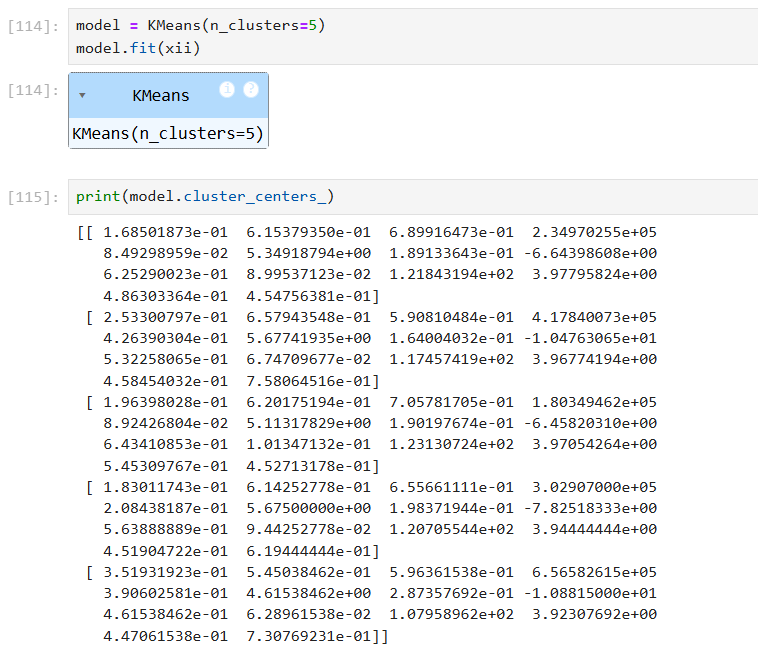 [114]: model = KMeans(n_clusters=5)
model.fit(xii)
[114]: ▾ KMeans i ?
KMeans(n_clusters=5)
[115]: print(model.cluster_centers_)
[[ 1.68501873e-01  6.15379350e-01  6.89916473e-01  2.34970255e+05
8.49298959e-02  5.34918794e+00  1.89133643e-01 -6.64398608e+00
6.25290023e-01  8.99537123e-02  1.21843194e+02  3.97795824e+00
4.86303364e-01  4.54756381e-01]
[ 2.53300797e-01  6.57943548e-01  5.90810484e-01  4.17840073e+05
4.26390304e-01  5.67741935e+00  1.64004032e-01 -1.04763065e+01
5.32258065e-01  6.74709677e-02  1.17457419e+02  3.96774194e+00
4.58454032e-01  7.58064516e-01]
[ 1.96398028e-01  6.20175194e-01  7.05781705e-01  1.80349462e+05
8.92426804e-02  5.11317829e+00  1.90197674e-01 -6.45820310e+00
6.43410853e-01  1.01347132e-01  1.23130724e+02  3.97054264e+00
5.45309767e-01  4.52713178e-01]
[ 1.83011743e-01  6.14252778e-01  6.55661111e-01  3.02907000e+05
2.08438187e-01  5.67500000e+00  1.98371944e-01 -7.82518333e+00
5.63888889e-01  9.44252778e-02  1.20705544e+02  3.94444444e+00
4.51904722e-01  6.19444444e-01]
[ 3.51931923e-01  5.45038462e-01  5.96361538e-01  6.56582615e+05
3.90602581e-01  4.61538462e+00  2.87357692e-01 -1.08815000e+01
4.61538462e-01  6.28961538e-02  1.07958962e+02  3.92307692e+00
4.47061538e-01  7.30769231e-01]]